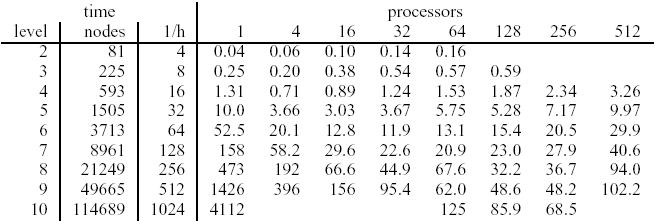 time processors
level nodes 1/h 1 4 16 32 64 128 256 512
2 81 4 0.04 0.06 0.10 0.14 0.16
3 225 8 0.25 0.20 0.38 0.54 0.57 0.59
4 593 16 1.31 0.71 0.89 1.24 1.53 1.87 2.34 3.26
5 1505 32 10.0 3.66 3.03 3.67 5.75 5.28 7.17 9.97
6 3713 64 52.5 20.1 12.8 11.9 13.1 15.4 20.5 29.9
7 8961 128 158 58.2 29.6 22.6 20.9 23.0 27.9 40.6
8 21249 256 473 192 66.6 44.9 67.6 32.2 36.7 94.0
9 49665 512 1426 396 156 95.4 62.0 48.6 48.2 102.2
10 114689 1024 4112 125 85.9 68.5